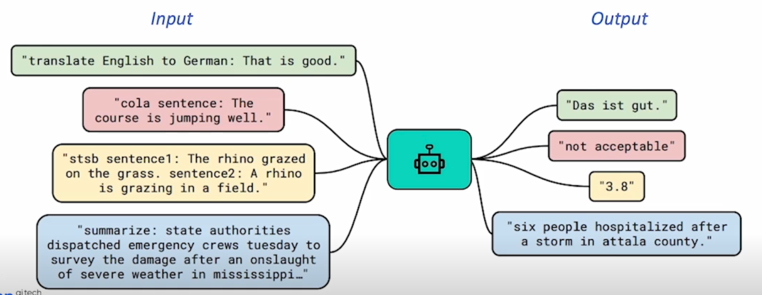 Input
Output
"translate English to German: That is good."
"cola sentence: The
course is jumping well."
"stsb sentence1: The rhino grazed
on the grass. sentence2: A rhino
is grazing in a field."
"summarize: state authorities
dispatched emergency crews tuesday to
survey the damage after an onslaught
of severe weather in mississippi…"
"Das ist gut."
"not acceptable"
"3.8"
"six people hospitalized after
a storm in attala county."